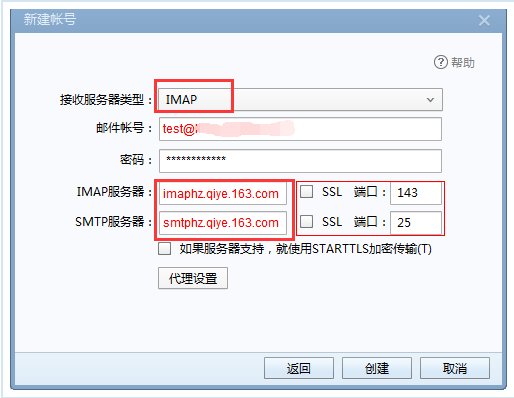 新建帐号
帮助
接收服务器类型： IMAP
邮件帐号： test@
密码： ************
IMAP服务器： imaphz.qiye.163.com SSL 端口： 143
SMTP服务器： smtphz.qiye.163.com SSL 端口： 25
如果服务器支持，就使用STARTTLS加密传输(T)
代理设置
返回 创建 取消